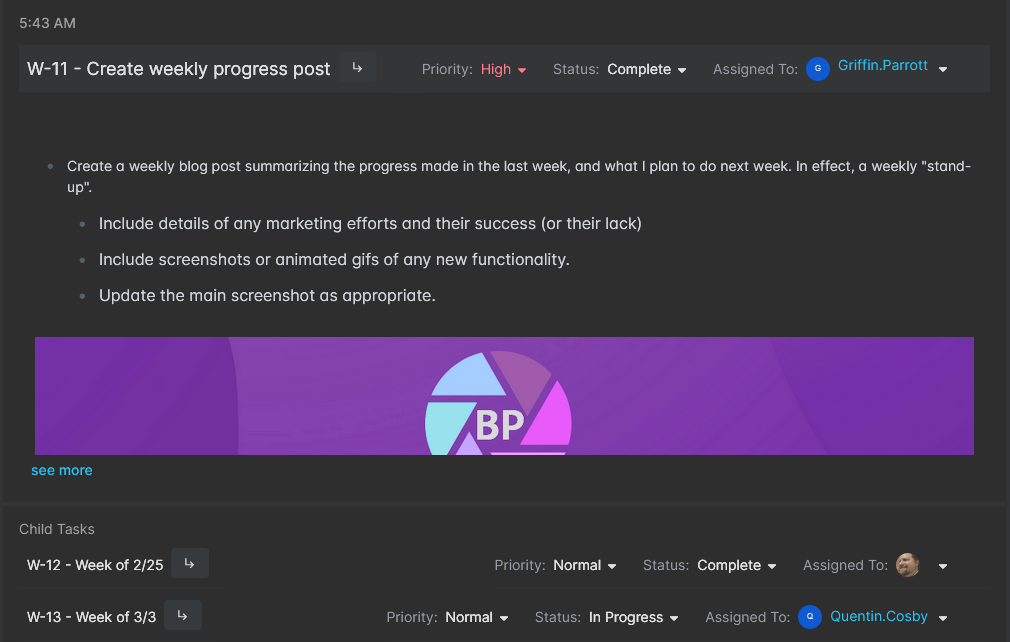 5:43 AM
W-11 - Create weekly progress post Priority: High Status: Complete Assigned To: G Griffin.Parrott
Create a weekly blog post summarizing the progress made in the last week, and what I plan to do next week. In effect, a weekly "stand-
up".
Include details of any marketing efforts and their success (or their lack)
Include screenshots or animated gifs of any new functionality.
Update the main screenshot as appropriate.
BP
see more
Child Tasks
W-12 - Week of 2/25 Priority: Normal Status: Complete Assigned To:
W-13 - Week of 3/3 Priority: Normal Status: In Progress Assigned To: Q Quentin.Cosby